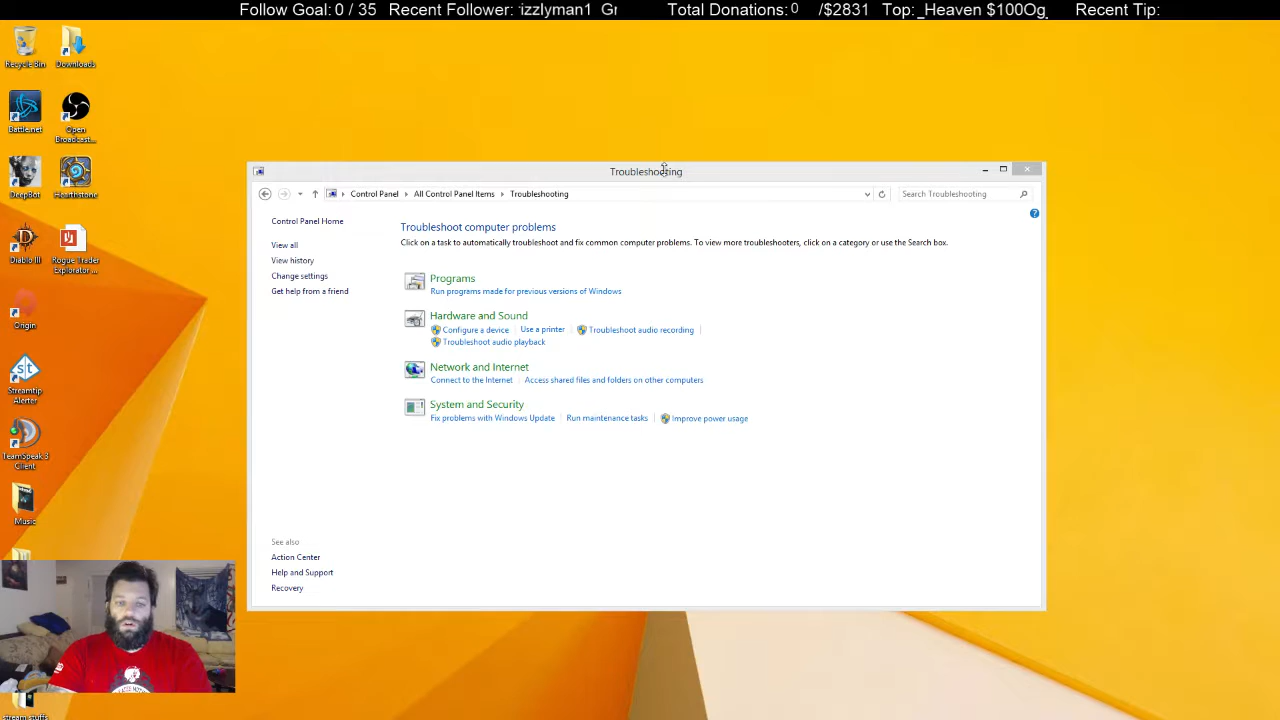 Follow Goal: 0 / 35 Recent Follower: izzlyman1 Gr Total Donations: 0 /$2831 Top: _Heaven $100Og_ Recent Tip:
Recycle Bin Downloads
Battle.net Open Broadcast...
DeepBot Hearthstone
Diablo III Rogue Trader Explorator ...
Origin
Streamtip Alerter
TeamSpeak 3 Client
Music
stream stuffs
Troubleshooting
Control Panel All Control Panel Items Troubleshooting Search Troubleshooting
Control Panel Home
View all
View history
Change settings
Get help from a friend
Troubleshoot computer problems
Click on a task to automatically troubleshoot and fix common computer problems. To view more troubleshooters, click on a category or use the Search box.
Programs
Run programs made for previous versions of Windows
Hardware and Sound
Configure a device Use a printer Troubleshoot audio recording
Troubleshoot audio playback
Network and Internet
Connect to the Internet Access shared files and folders on other computers
System and Security
Fix problems with Windows Update Run maintenance tasks Improve power usage
See also
Action Center
Help and Support
Recovery